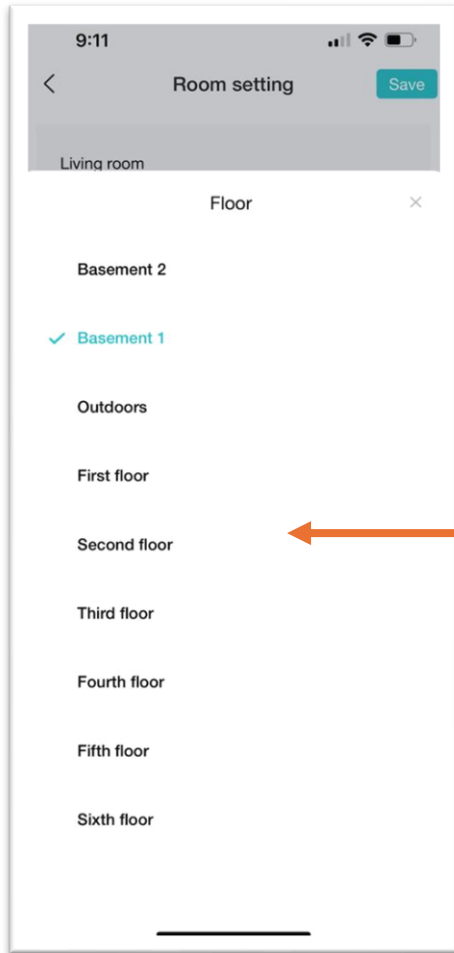 9:11
Room setting
Save
Living room
Floor
Basement 2
Basement 1
Outdoors
First floor
Second floor
Third floor
Fourth floor
Fifth floor
Sixth floor